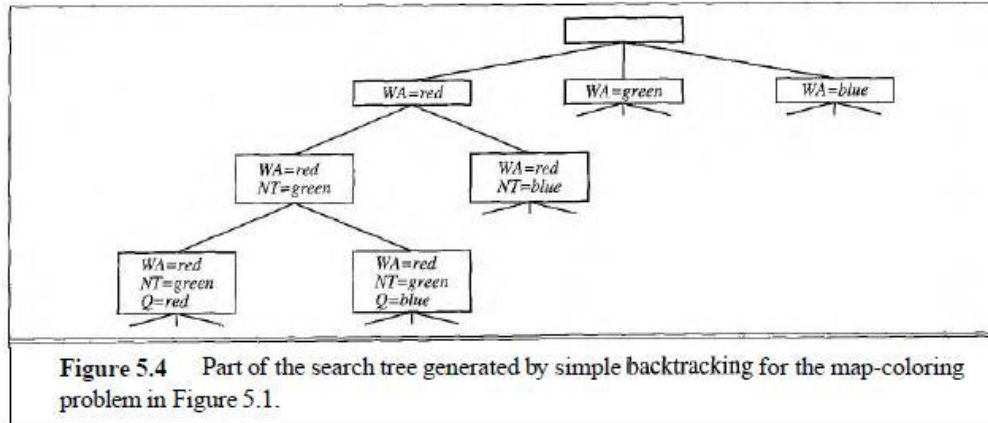 WA=red
WA=green
WA=blue
WA=red
NT=green
WA=red
NT=blue
WA=red
NT=green
Q=red
WA=red
NT=green
Q=blue
Figure 5.4 Part of the search tree generated by simple backtracking for the map-coloring
problem in Figure 5.1.